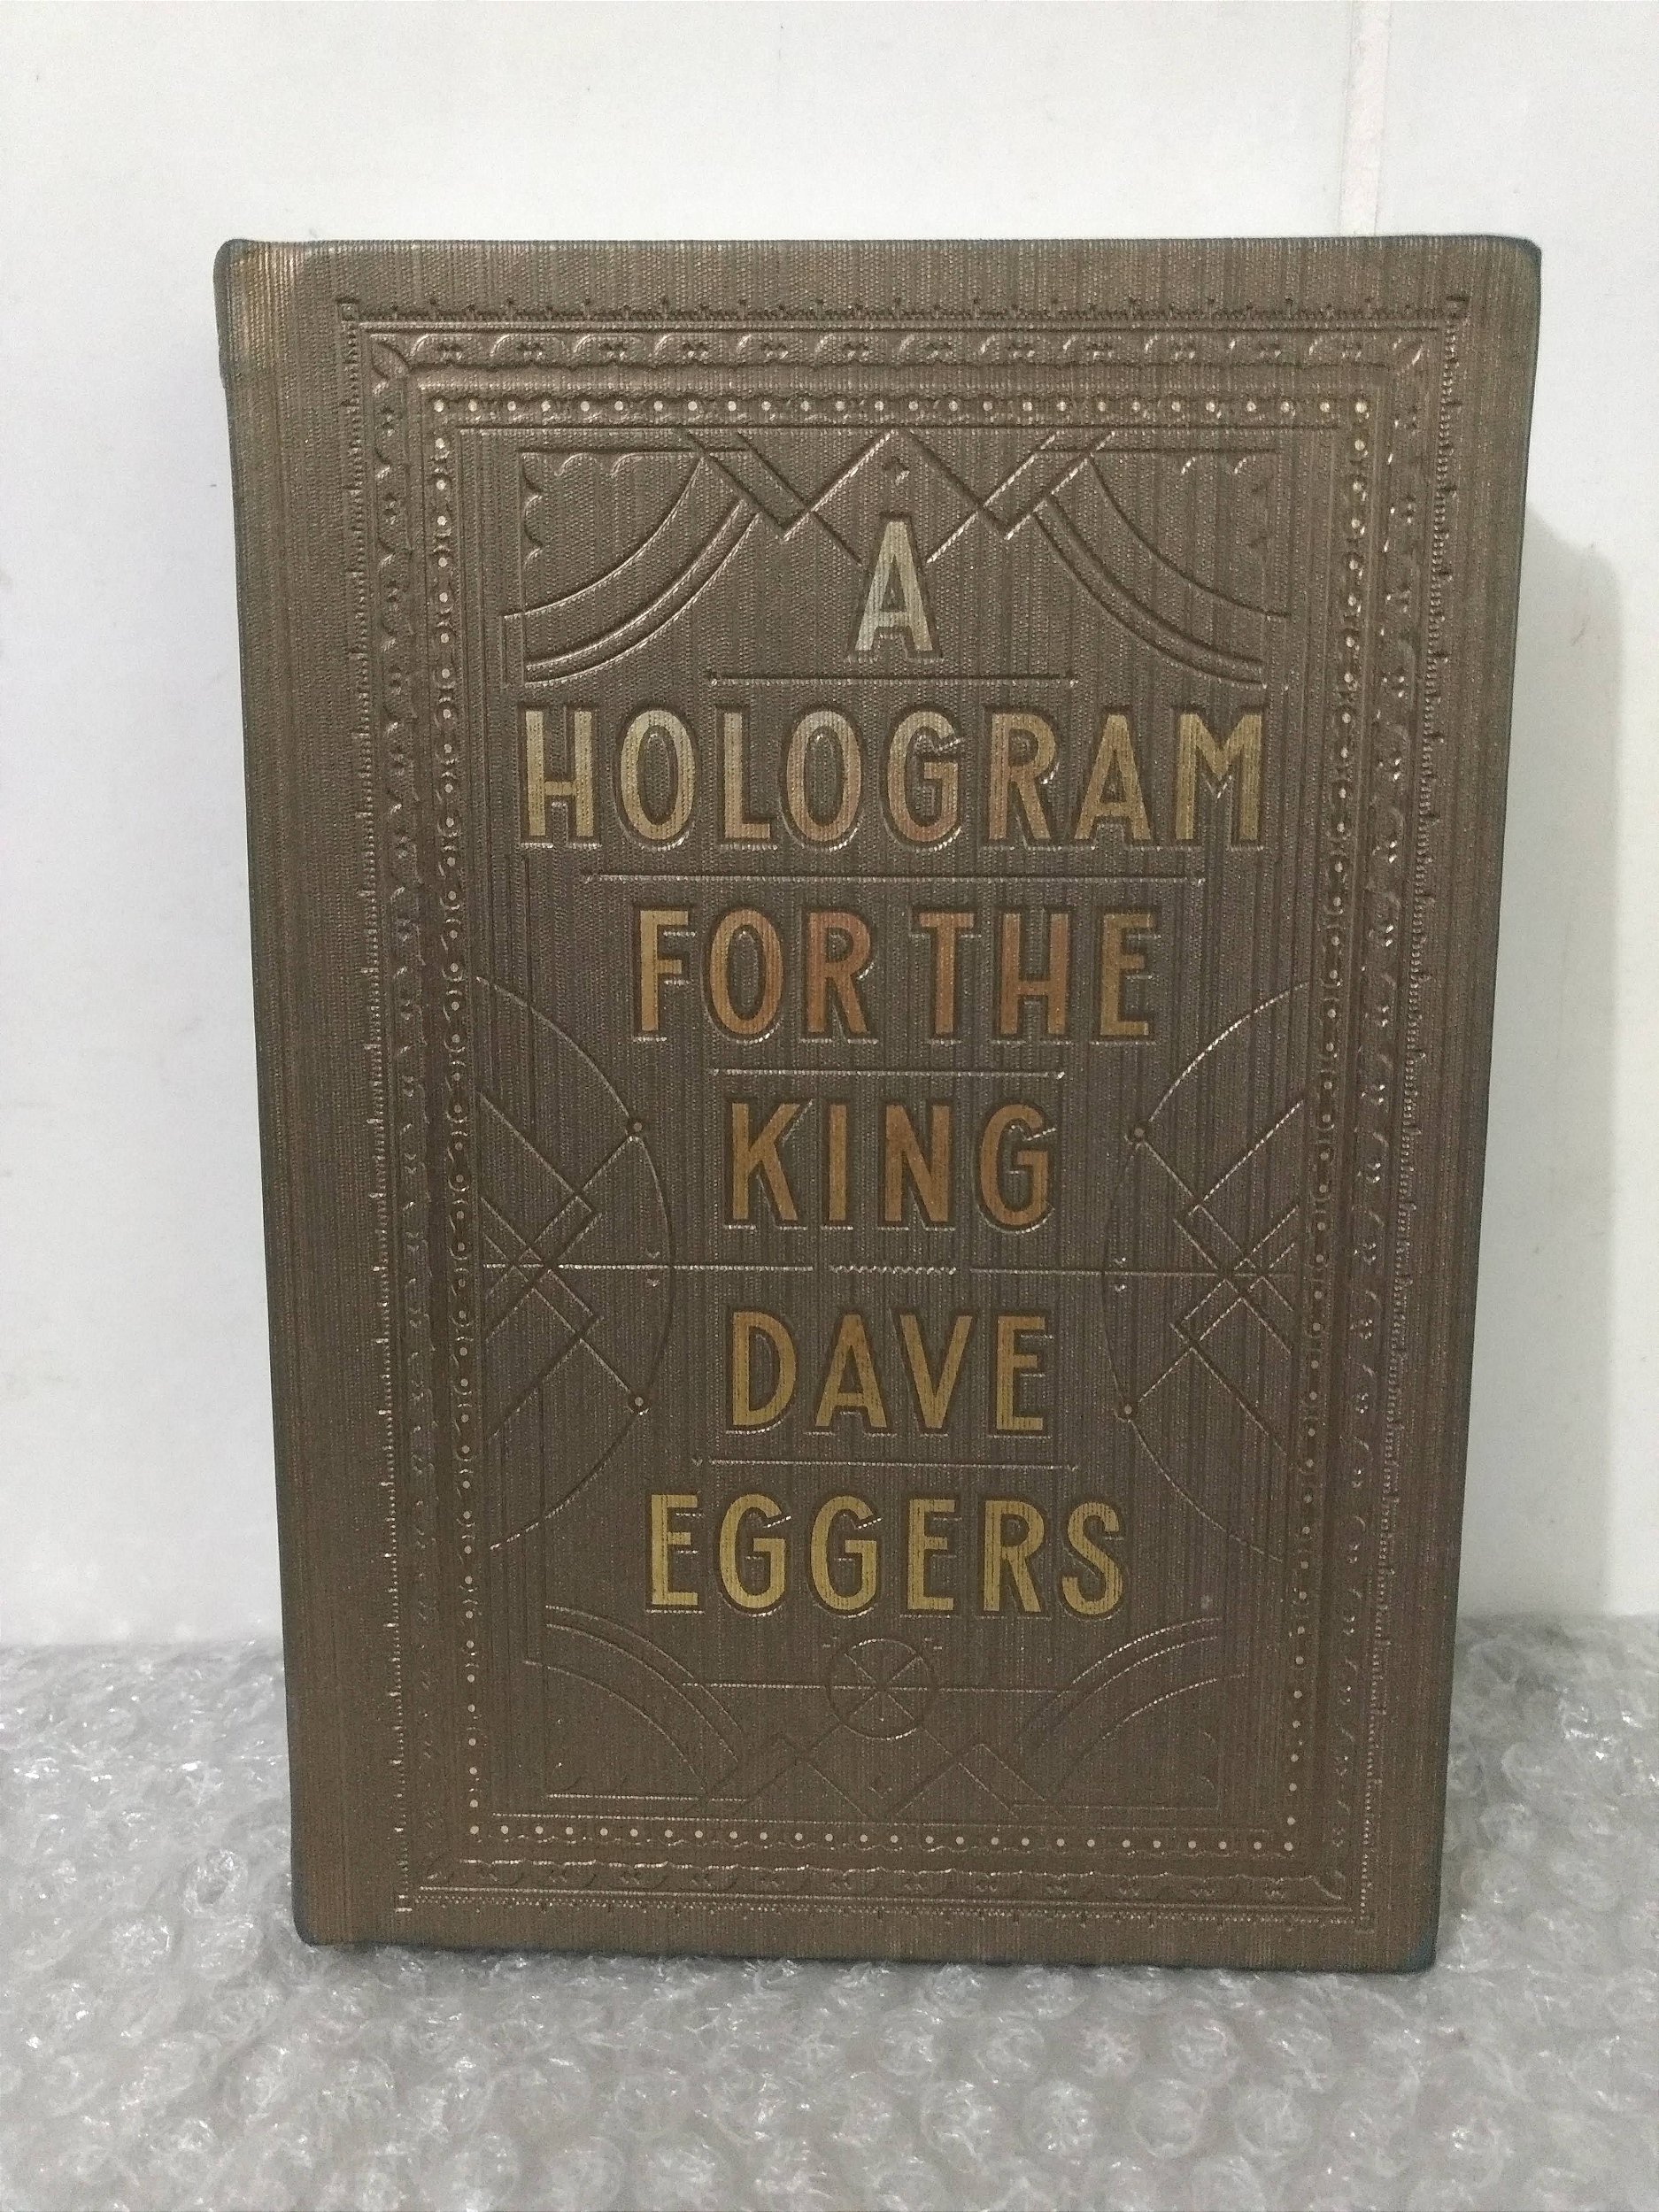 A
HOLOGRAM
FOR THE
KING
DAVE
EGGERS